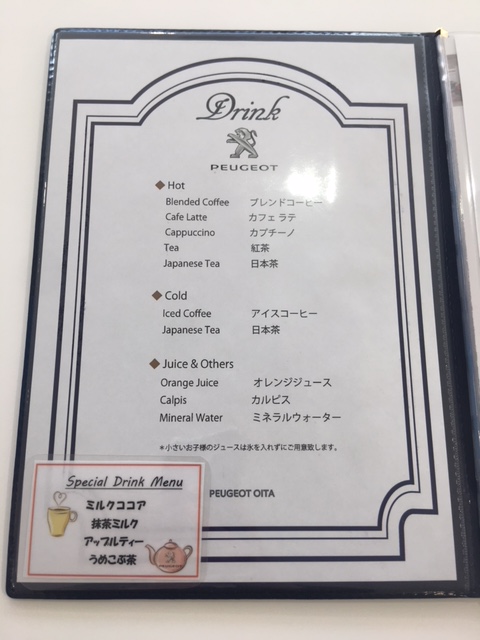 Drink
PEUGEOT
◆ Hot
Blended Coffee ブレンドコーヒー
Cafe Latte カフェ ラテ
Cappuccino カプチーノ
Tea 紅茶
Japanese Tea 日本茶
◆ Cold
Iced Coffee アイスコーヒー
Japanese Tea 日本茶
◆ Juice & Others
Orange Juice オレンジジュース
Calpis カルピス
Mineral Water ミネラルウォーター
*小さいお子様のジュースは氷を入れずにご用意致します。
PEUGEOT OITA
Special Drink Menu
ミルクココア
抹茶ミルク
アップルティー
うめこぶ茶
PEUGEOT